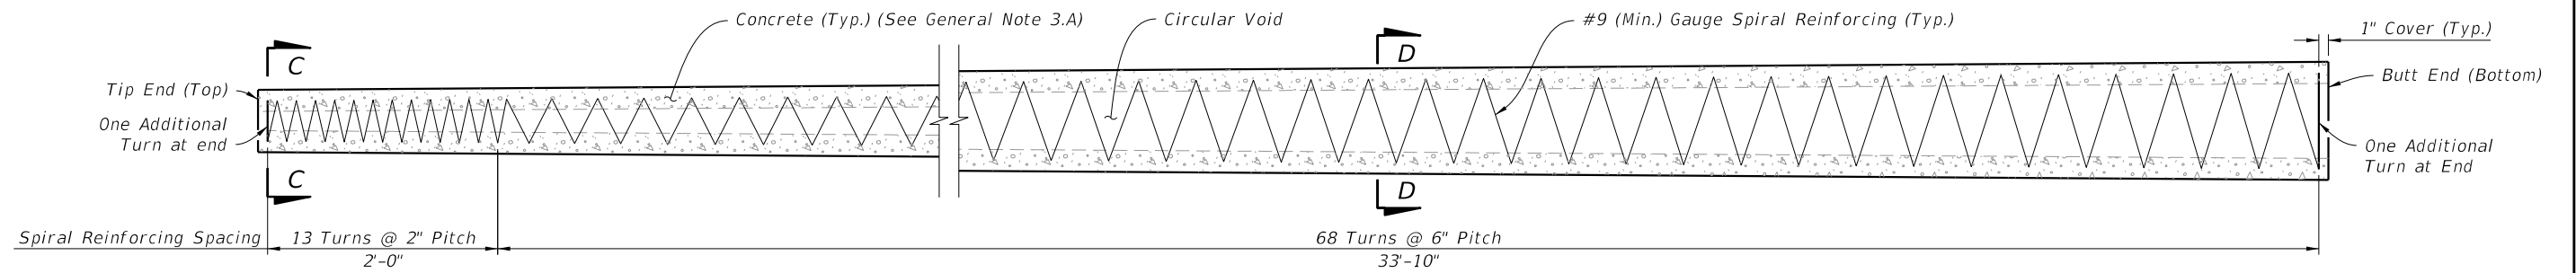 Concrete (Typ.) (See General Note 3.A)
Circular Void
#9 (Min.) Gauge Spiral Reinforcing (Typ.)
1" Cover (Typ.)
C
D
Tip End (Top)
Butt End (Bottom)
One Additional
Turn at end
One Additional
Turn at End
C
D
Spiral Reinforcing Spacing
13 Turns @ 2" Pitch
68 Turns @ 6" Pitch
2'-0"
33'-10"